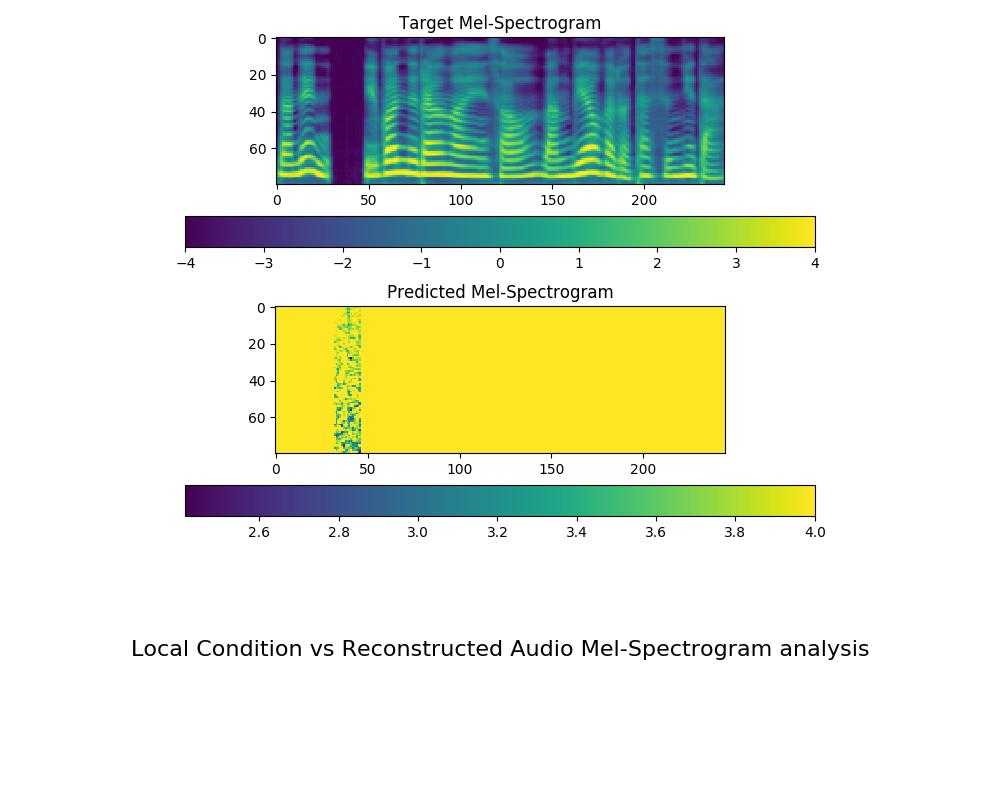 Target Mel-Spectrogram
0
20
40
60
0 50 100 150 200
−4 −3 −2 −1 0 1 2 3 4
Predicted Mel-Spectrogram
0
20
40
60
0 50 100 150 200
2.6 2.8 3.0 3.2 3.4 3.6 3.8 4.0
Local Condition vs Reconstructed Audio Mel-Spectrogram analysis